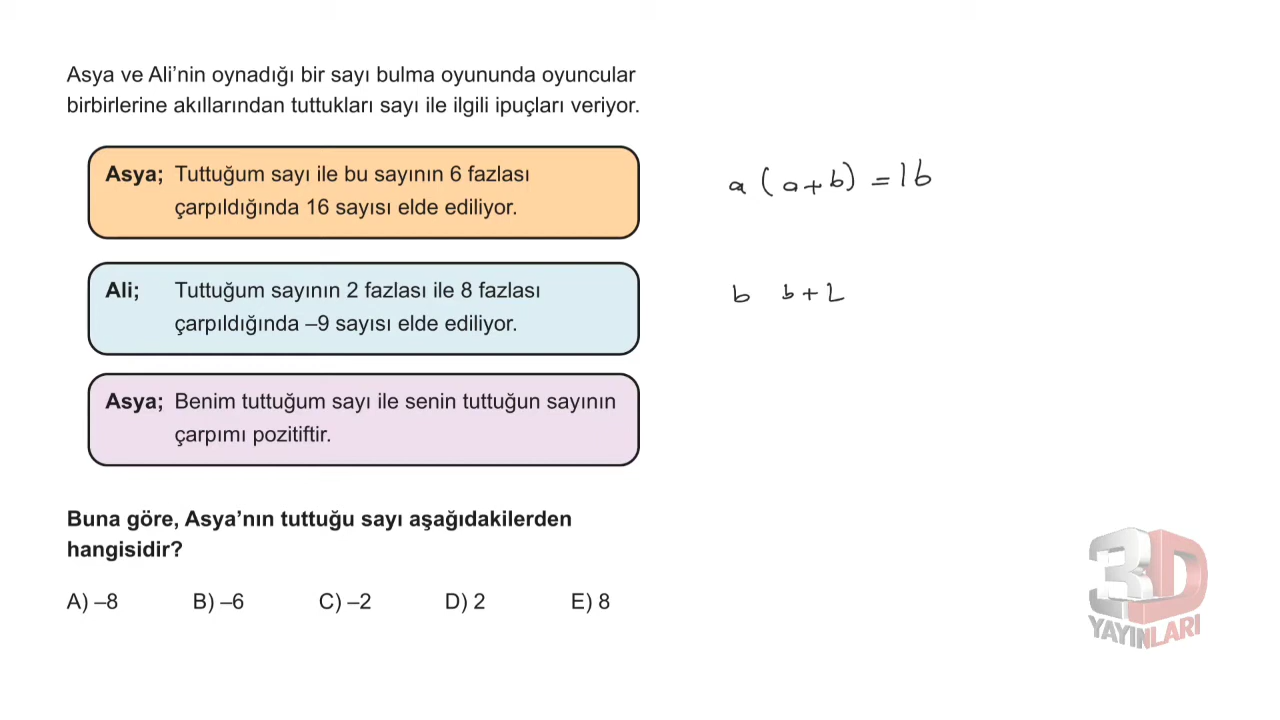 Asya ve Ali’nin oynadığı bir sayı bulma oyununda oyuncular
birbirlerine akıllarından tuttukları sayı ile ilgili ipuçları veriyor.
Asya; Tuttuğum sayı ile bu sayının 6 fazlası
çarpıldığında 16 sayısı elde ediliyor.
a (a+6) =16
Ali; Tuttuğum sayının 2 fazlası ile 8 fazlası
çarpıldığında –9 sayısı elde ediliyor.
b b+2
Asya; Benim tuttuğum sayı ile senin tuttuğun sayının
çarpımı pozitiftir.
Buna göre, Asya’nın tuttuğu sayı aşağıdakilerden
hangisidir?
A) –8 B) –6 C) –2 D) 2 E) 8
3D
YAYINLARI